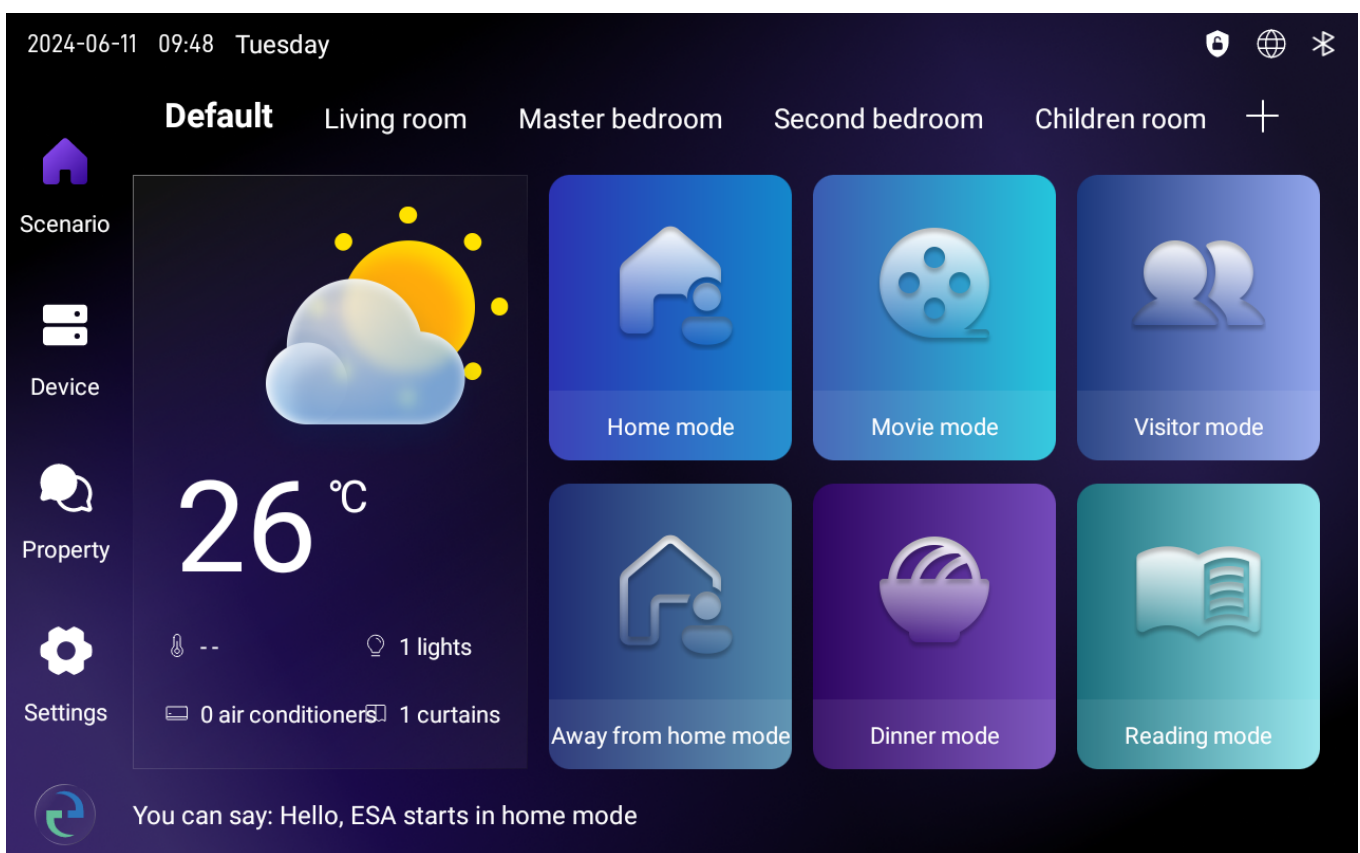 2024-06-11 09:48 Tuesday
Default Living room Master bedroom Second bedroom Children room
Scenario
Device
Property
Settings
26 ℃
-- 1 lights
0 air conditioners 1 curtains
Home mode Movie mode Visitor mode
Away from home mode Dinner mode Reading mode
You can say: Hello, ESA starts in home mode